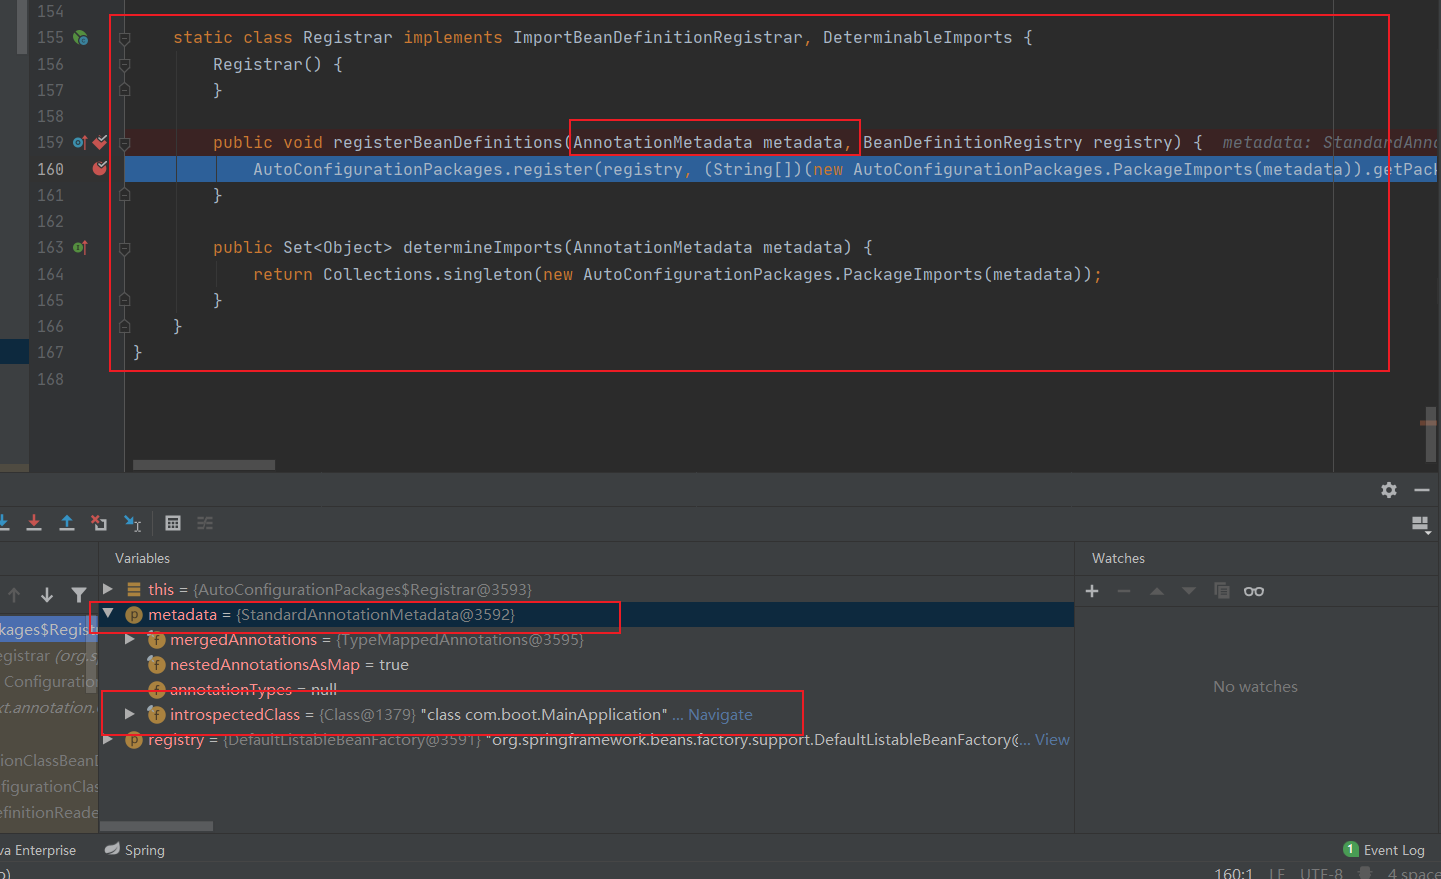 154
155 static class Registrar implements ImportBeanDefinitionRegistrar, DeterminableImports {
156 Registrar() {
157 }
158
159 public void registerBeanDefinitions(AnnotationMetadata metadata, BeanDefinitionRegistry registry) { metadata: StandardAnno
160 AutoConfigurationPackages.register(registry, (String[])(new AutoConfigurationPackages.PackageImports(metadata)).getPack
161 }
162
163 public Set<Object> determineImports(AnnotationMetadata metadata) {
164 return Collections.singleton(new AutoConfigurationPackages.PackageImports(metadata));
165 }
166 }
167 }
168
Variables
Watches
this = {AutoConfigurationPackages$Registrar@3593}
metadata = {StandardAnnotationMetadata@3592}
mergedAnnotations = {TypeMappedAnnotations@3595}
nestedAnnotationsAsMap = true
annotationTypes = null
introspectedClass = {Class@1379} "class com.boot.MainApplication" ... Navigate
registry = {DefaultListableBeanFactory@3591} "org.springframework.beans.factory.support.DefaultListableBeanFactory@... View
kages$Regist
egistrar (org.s
Configuration
xt.annotation.
ionClassBeanD
figurationClas
efinitionReade
No watches
va Enterprise
Spring
1 Event Log
160:1 LF UTF-8 4 space